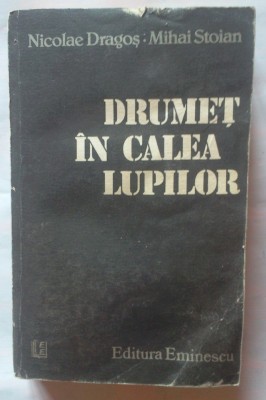 Nicolae Dragoș · Mihai Stoian
DRUMEȚ
ÎN CALEA
LUPILOR
Editura Eminescu